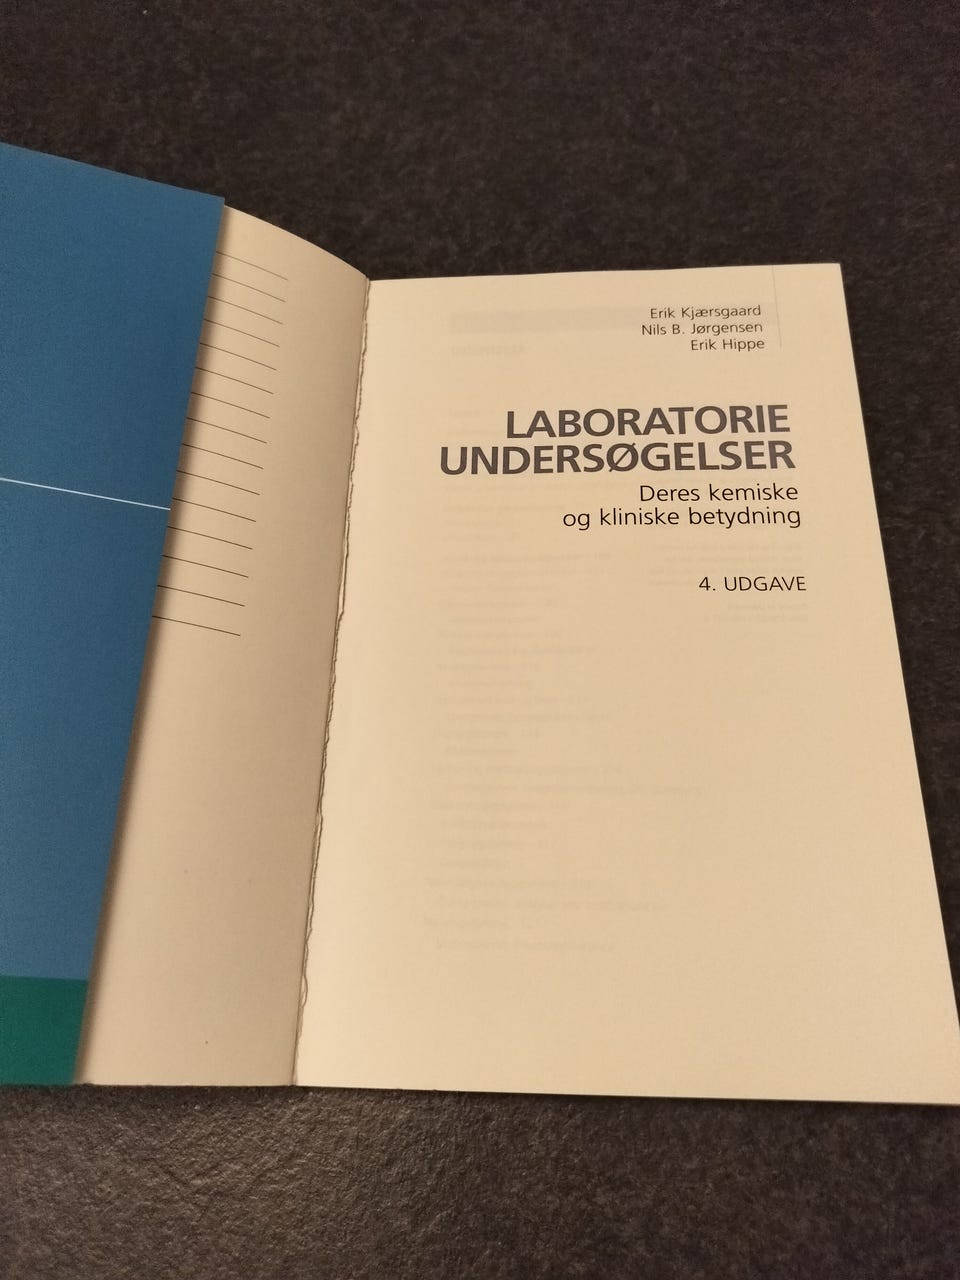 Erik Kjærsgaard
Nils B. Jørgensen
Erik Hippe
LABORATORIE
UNDERSØGELSER
Deres kemiske
og kliniske betydning
4. UDGAVE